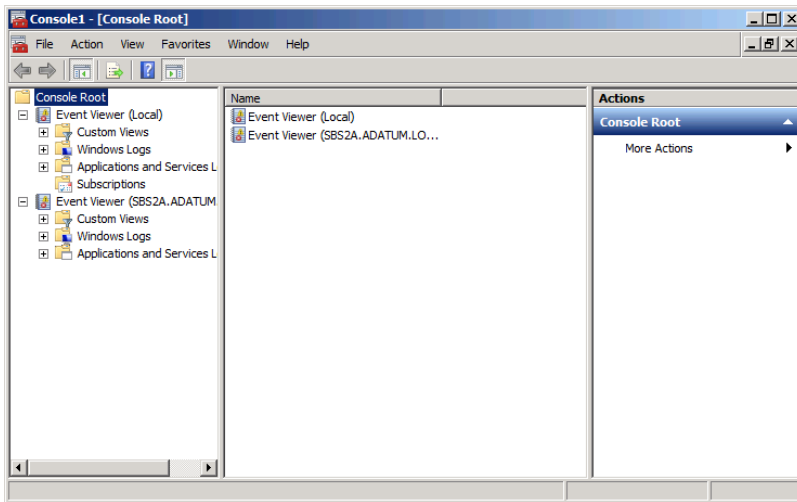 Console1 - [Console Root]
File Action View Favorites Window Help
Console Root
Event Viewer (Local)
Custom Views
Windows Logs
Applications and Services L
Subscriptions
Event Viewer (SBS2A.ADATUM.
Custom Views
Windows Logs
Applications and Services L
Name
Event Viewer (Local)
Event Viewer (SBS2A.ADATUM.LO...
Actions
Console Root
More Actions